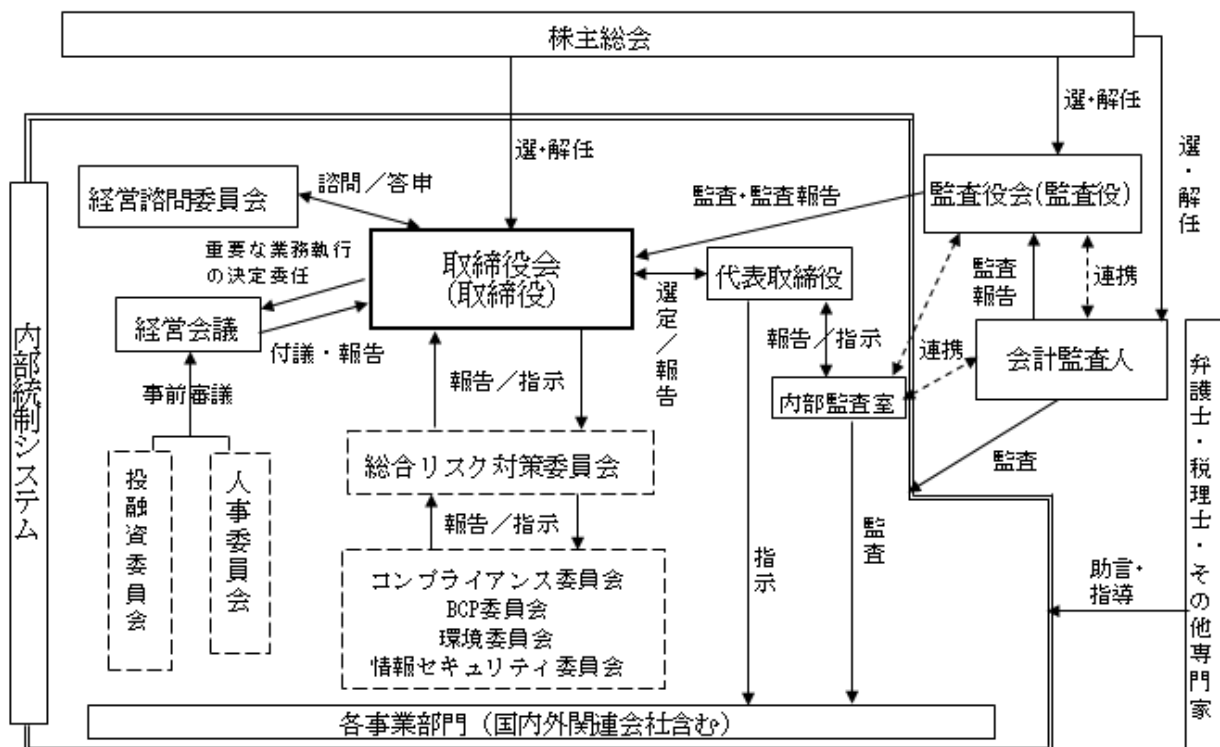 株主総会
選・解任
選・解任
選・解任
経営諮問委員会
諮問／答申
監査・監査報告
監査役会(監査役)
重要な業務執行
の決定委任
取締役会
(取締役)
選定／報告
代表取締役
監査
報告
連携
経営会議
付議・報告
報告／指示
連携
会計監査人
内部統制システム
事前審議
報告／指示
内部監査室
弁護士・税理士・その他専門家
投融資委員会
人事委員会
総合リスク対策委員会
監査
報告／指示
指示
監査
コンプライアンス委員会
BCP委員会
環境委員会
情報セキュリティ委員会
助言・
指導
各事業部門（国内外関連会社含む）